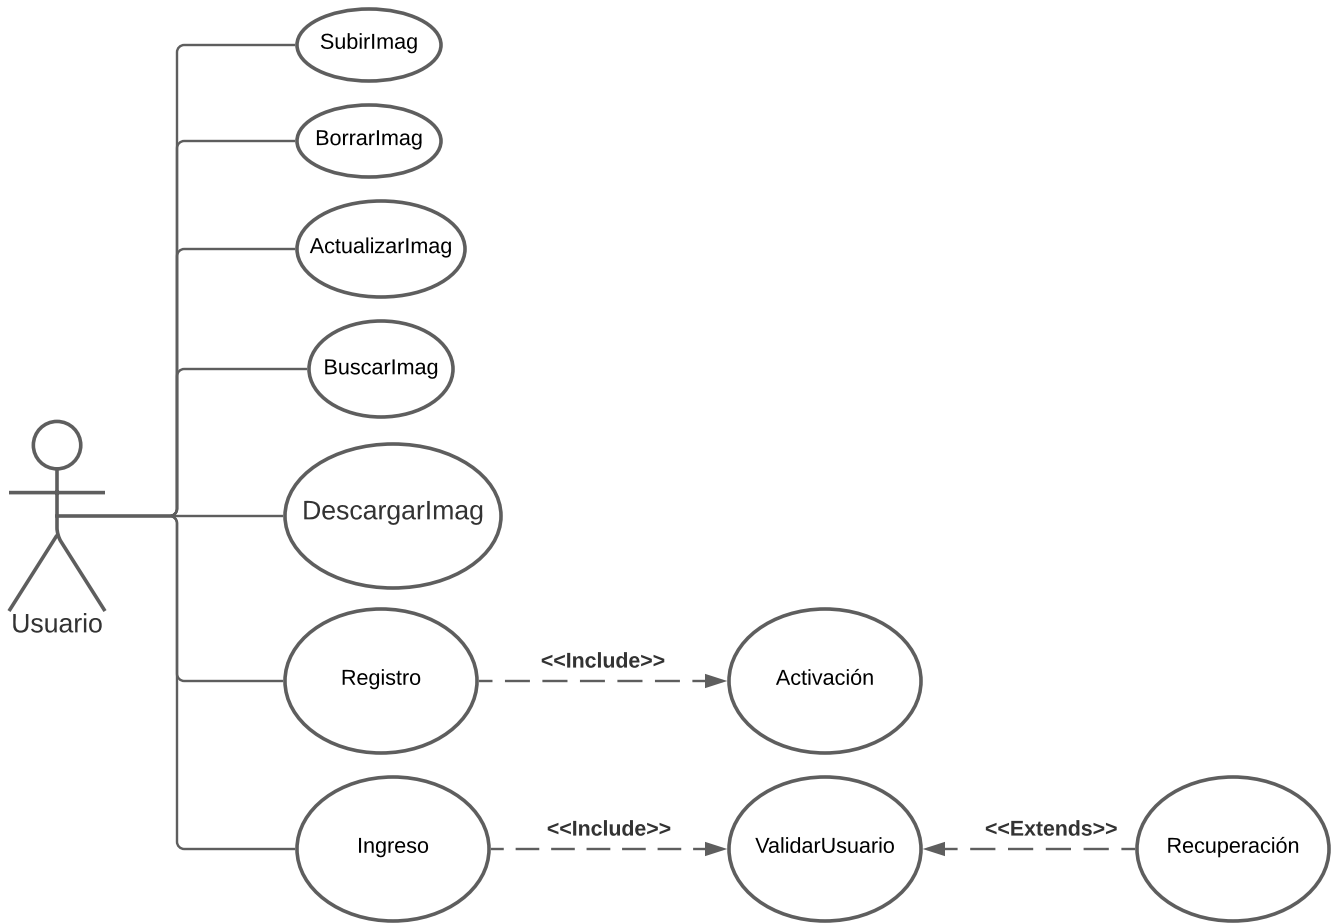 SubirImag
BorrarImag
ActualizarImag
BuscarImag
DescargarImag
Usuario
Registro
<<Include>>
Activación
Ingreso
<<Include>>
ValidarUsuario
<<Extends>>
Recuperación